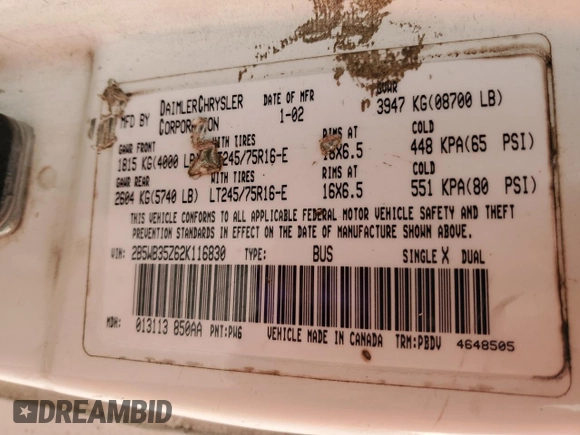 MFD BY DAIMLERCHRYSLER CORPORATION DATE OF MFR 1-02 GVWR 3947 KG(08700 LB)
GAWR FRONT WITH TIRES RIMS AT COLD
1815 KG(4000 LB) LT245/75R16-E 16X6.5 448 KPA(65 PSI)
GAWR REAR WITH TIRES RIMS AT COLD
2604 KG(5740 LB) LT245/75R16-E 16X6.5 551 KPA(80 PSI)
THIS VEHICLE CONFORMS TO ALL APPLICABLE FEDERAL MOTOR VEHICLE SAFETY AND THEFT
PREVENTION STANDARDS IN EFFECT ON THE DATE OF MANUFACTURE SHOWN ABOVE.
VIN: 2B5WB35Z62K116830 TYPE: BUS SINGLE X DUAL
MDH: 013113 850AA PNT:PW6 VEHICLE MADE IN CANADA TRM:PBDV 4648505
DREAMBID